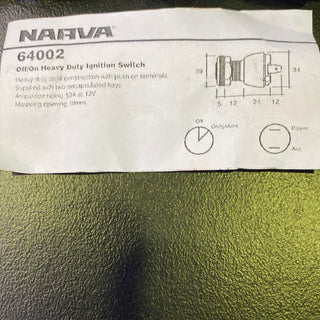 NARVA
64002
Off/On Heavy Duty Ignition Switch
Heavy duty steel construction with push on terminals
Supplied with two encapsulated keys
Amperage rating 10A at 12V
Mounting opening 19mm
29
34
5 12 24 12
Off
On/Ignition
Power
Acc